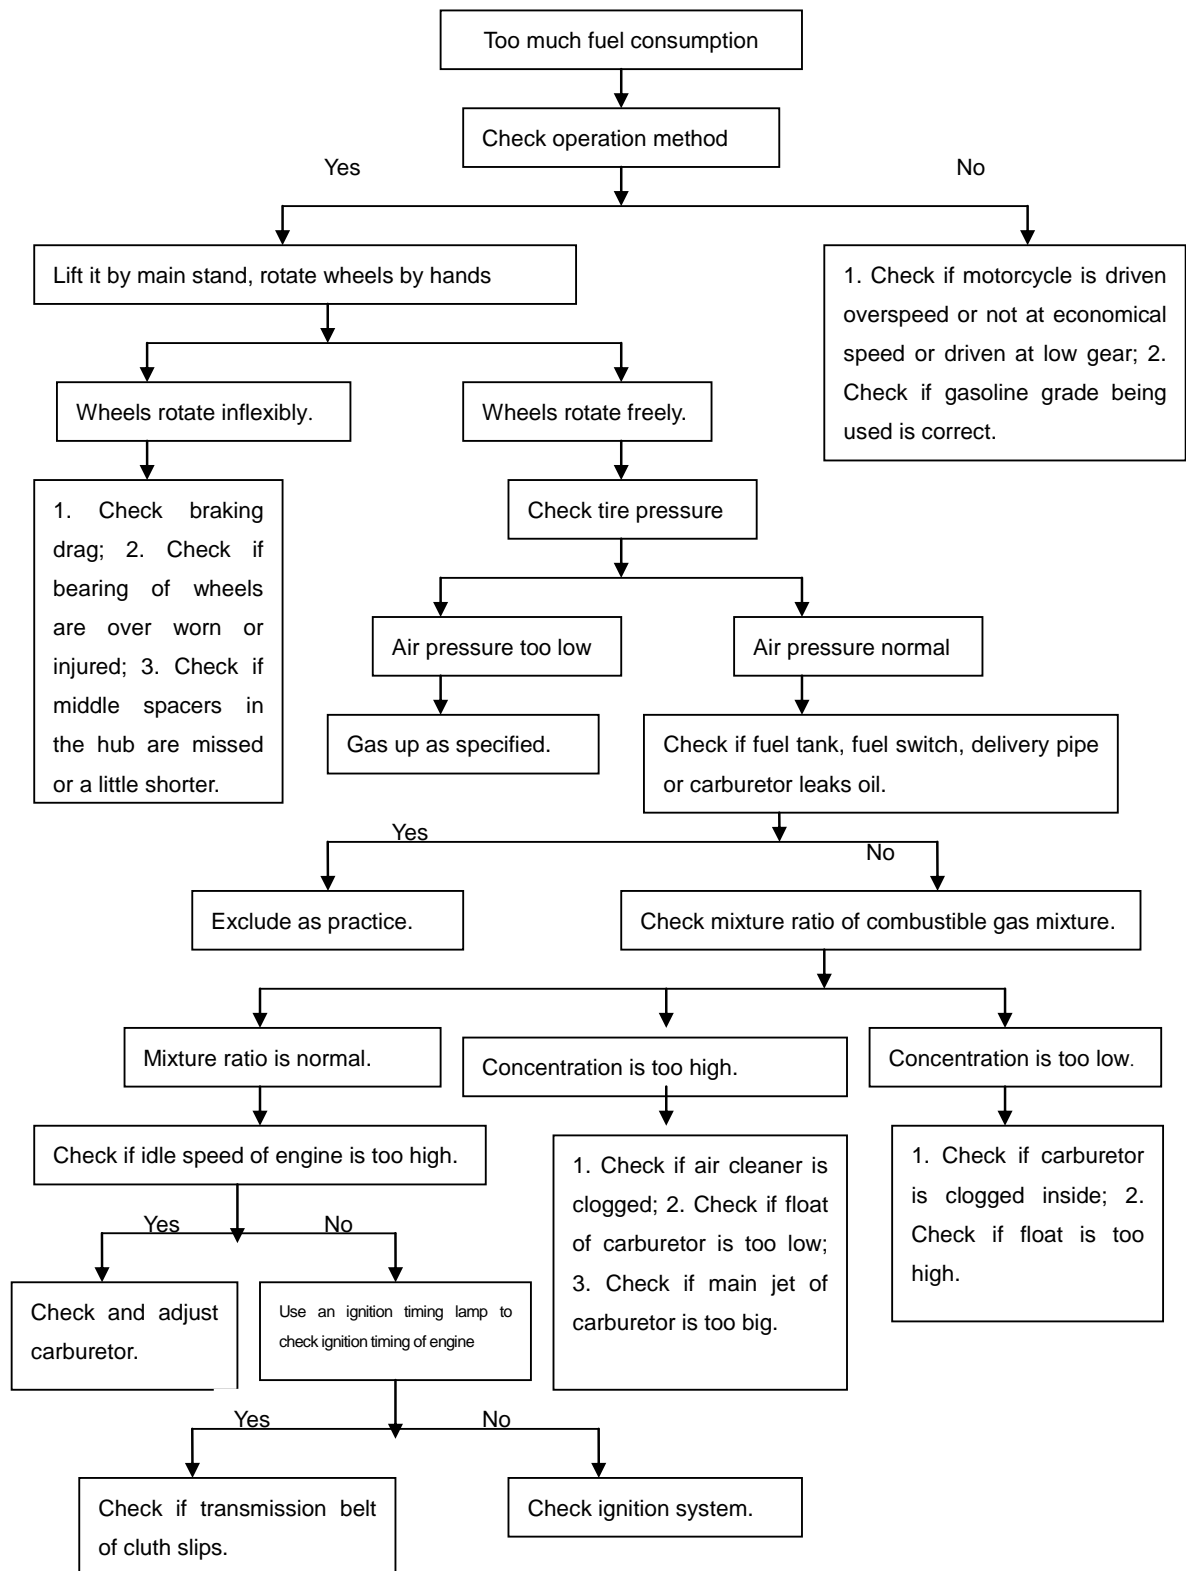 Too much fuel consumption
Check operation method
Yes
No
Lift it by main stand, rotate wheels by hands
1. Check if motorcycle is driven
overspeed or not at economical
speed or driven at low gear; 2.
Check if gasoline grade being
used is correct.
Wheels rotate inflexibly.
Wheels rotate freely.
1. Check braking
drag; 2. Check if
bearing of wheels
are over worn or
injured; 3. Check if
middle spacers in
the hub are missed
or a little shorter.
Check tire pressure
Air pressure too low
Air pressure normal
Gas up as specified.
Check if fuel tank, fuel switch, delivery pipe
or carburetor leaks oil.
Yes
No
Exclude as practice.
Check mixture ratio of combustible gas mixture.
Mixture ratio is normal.
Concentration is too high.
Concentration is too low.
Check if idle speed of engine is too high.
1. Check if air cleaner is
clogged; 2. Check if float
of carburetor is too low;
3. Check if main jet of
carburetor is too big.
1. Check if carburetor
is clogged inside; 2.
Check if float is too
high.
Yes
No
Check and adjust
carburetor.
Use an ignition timing lamp to
check ignition timing of engine
Yes
No
Check if transmission belt
of cluth slips.
Check ignition system.